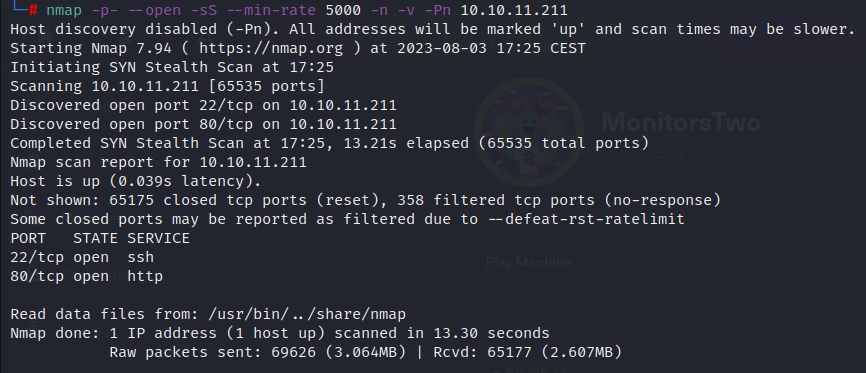 └─# nmap -p- --open -sS --min-rate 5000 -n -v -Pn 10.10.11.211
Host discovery disabled (-Pn). All addresses will be marked 'up' and scan times may be slower.
Starting Nmap 7.94 ( https://nmap.org ) at 2023-08-03 17:25 CEST
Initiating SYN Stealth Scan at 17:25
Scanning 10.10.11.211 [65535 ports]
Discovered open port 22/tcp on 10.10.11.211
Discovered open port 80/tcp on 10.10.11.211
MonitorsTwo
Completed SYN Stealth Scan at 17:25, 13.21s elapsed (65535 total ports)
Nmap scan report for 10.10.11.211
Easy
Host is up (0.039s latency).
Not shown: 65175 closed tcp ports (reset), 358 filtered tcp ports (no-response)
Some closed ports may be reported as filtered due to --defeat-rst-ratelimit
PORT   STATE SERVICE
22/tcp open  ssh
Play Machine
80/tcp open  http
Read data files from: /usr/bin/../share/nmap
Nmap done: 1 IP address (1 host up) scanned in 13.30 seconds
Raw packets sent: 69626 (3.064MB) | Rcvd: 65177 (2.607MB)